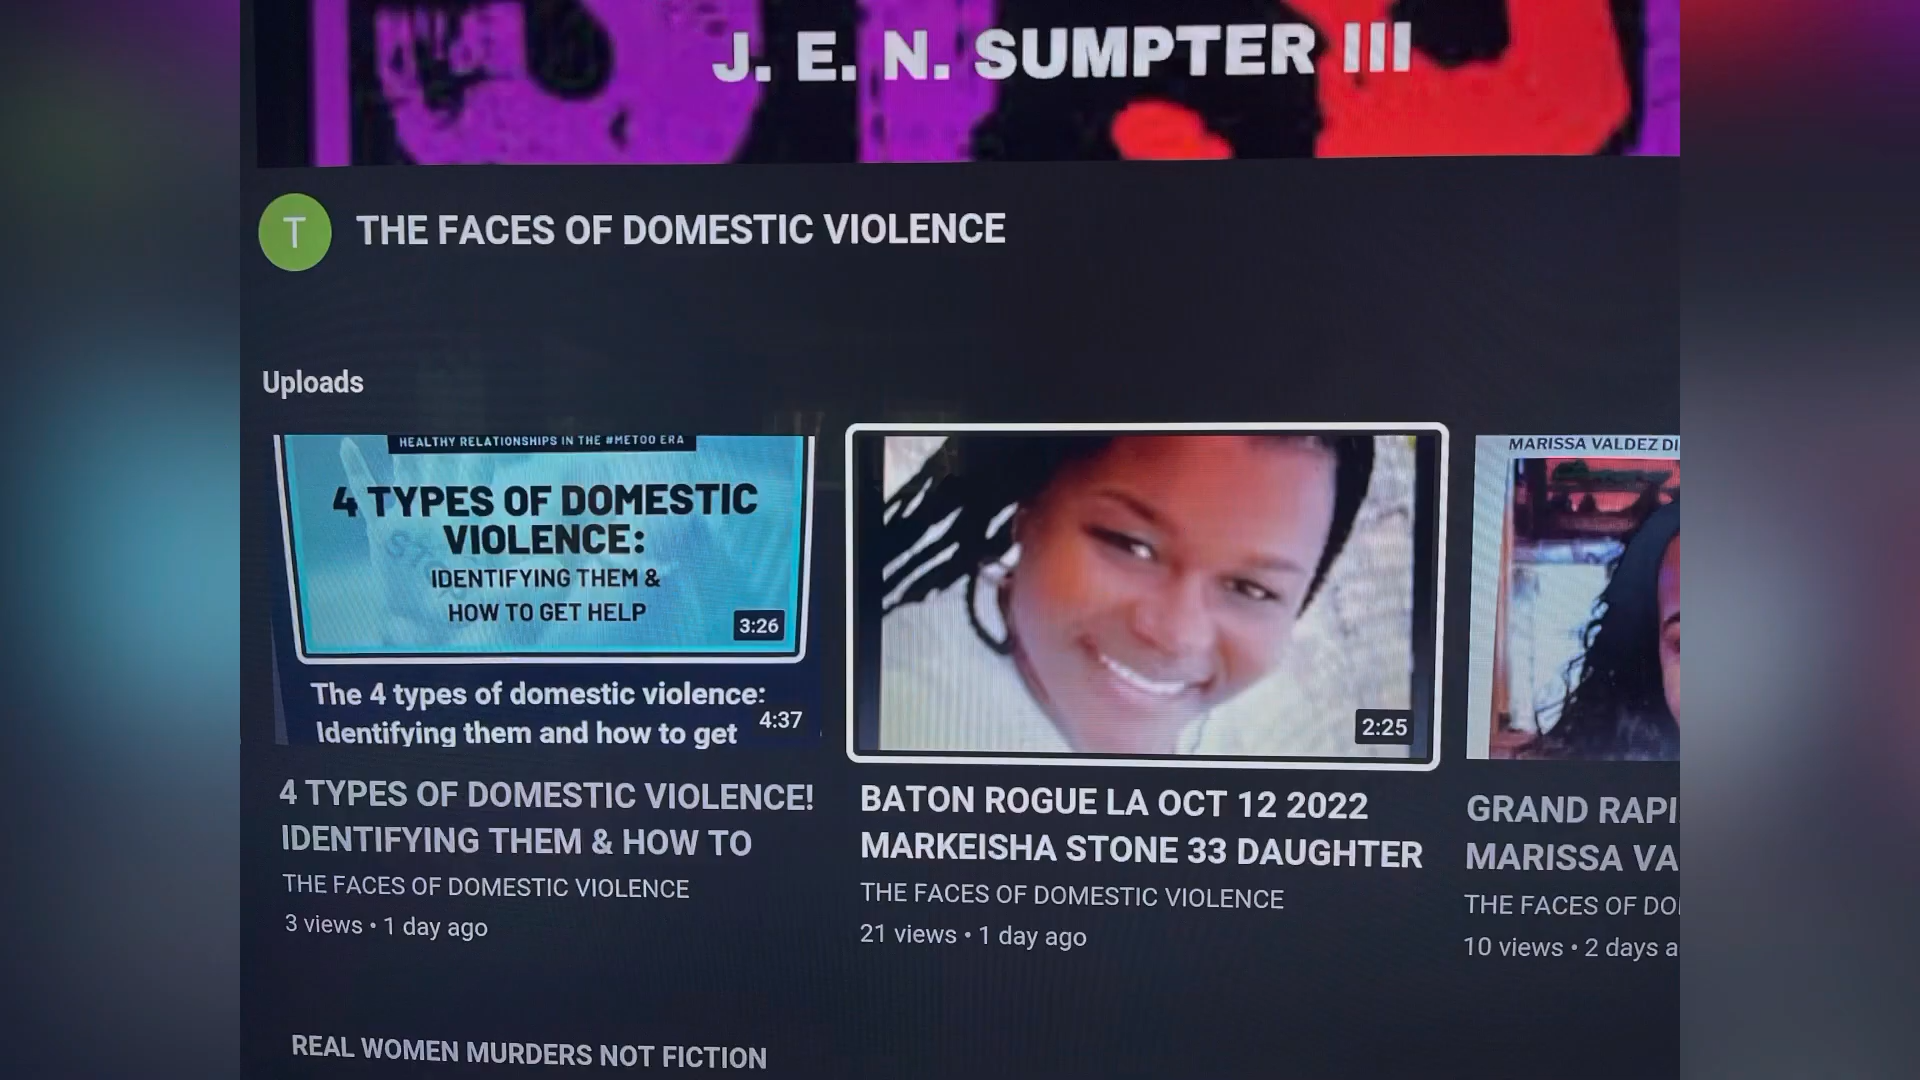 J. E. N. SUMPTER III
T
THE FACES OF DOMESTIC VIOLENCE
Uploads
HEALTHY RELATIONSHIPS IN THE #METOO ERA
4 TYPES OF DOMESTIC
VIOLENCE:
IDENTIFYING THEM &
HOW TO GET HELP
3:26
The 4 types of domestic violence:
Identifying them and how to get
4:37
4 TYPES OF DOMESTIC VIOLENCE!
IDENTIFYING THEM & HOW TO
THE FACES OF DOMESTIC VIOLENCE
3 views • 1 day ago
2:25
BATON ROGUE LA OCT 12 2022
MARKEISHA STONE 33 DAUGHTER
THE FACES OF DOMESTIC VIOLENCE
21 views • 1 day ago
MARISSA VALDEZ DI
GRAND RAPI
MARISSA VA
THE FACES OF DO
10 views • 2 days a
REAL WOMEN MURDERS NOT FICTION